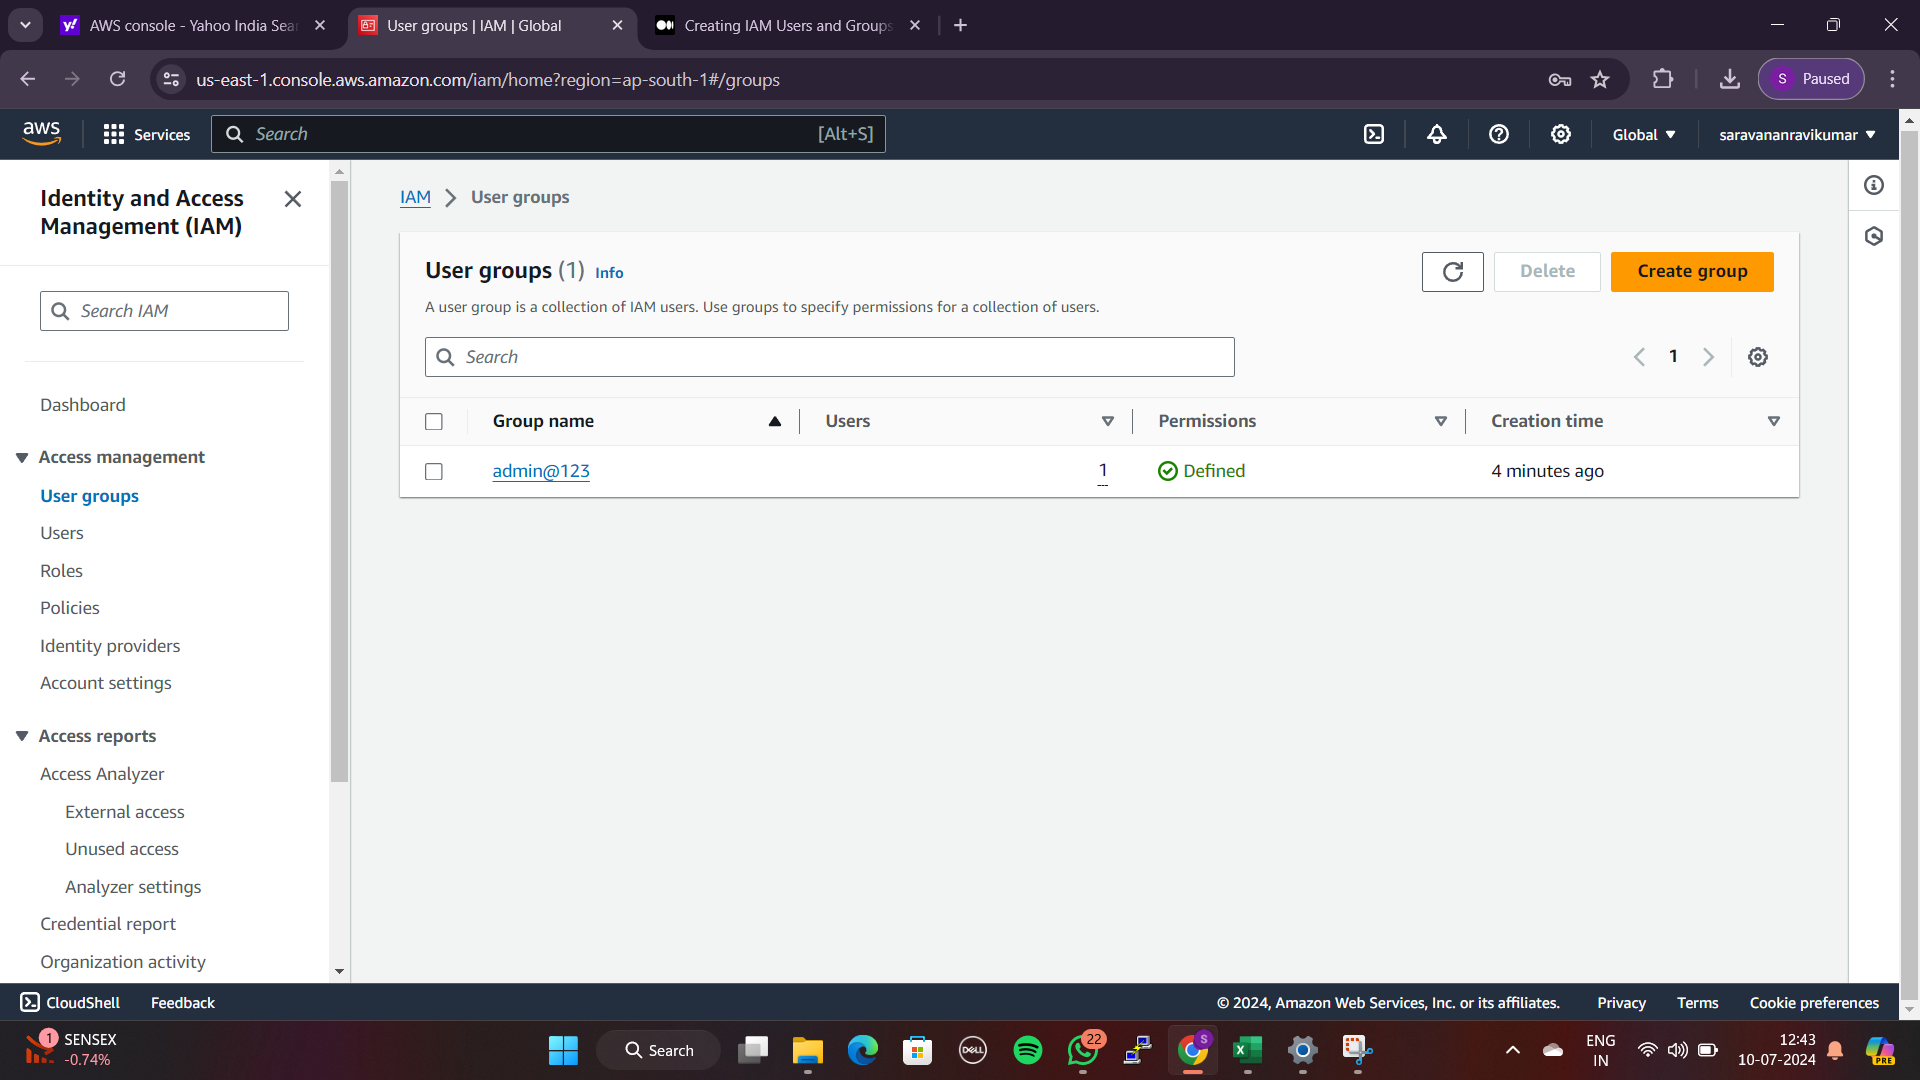 AWS console - Yahoo India Sear
User groups | IAM | Global
Creating IAM Users and Groups
us-east-1.console.aws.amazon.com/iam/home?region=ap-south-1#/groups
S Paused
aws
Services
Search [Alt+S]
Global
saravananravikumar
Identity and Access
Management (IAM)
Search IAM
Dashboard
Access management
User groups
Users
Roles
Policies
Identity providers
Account settings
Access reports
Access Analyzer
External access
Unused access
Analyzer settings
Credential report
Organization activity
IAM > User groups
User groups (1) Info
Delete
Create group
A user group is a collection of IAM users. Use groups to specify permissions for a collection of users.
Search
1
Group name Users Permissions Creation time
admin@123 1 Defined 4 minutes ago
CloudShell Feedback
© 2024, Amazon Web Services, Inc. or its affiliates. Privacy Terms Cookie preferences
1
SENSEX
-0.74%
Search
DELL
22
S
ENG
IN
12:43
10-07-2024
PRE